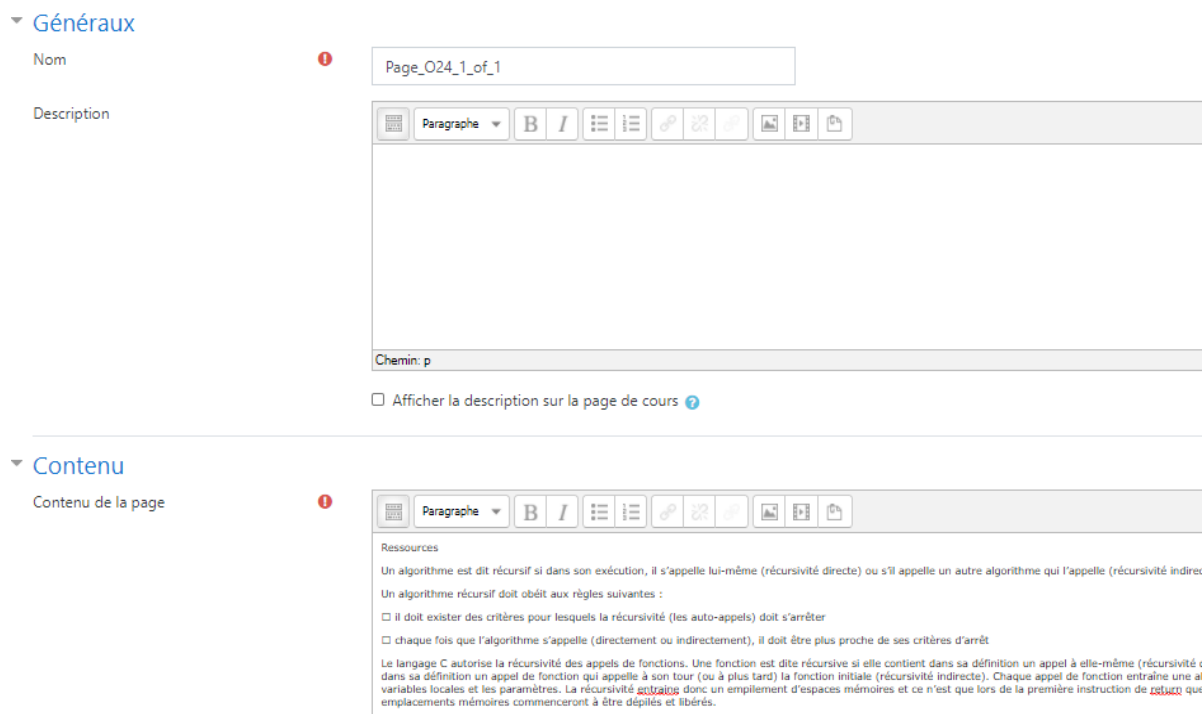 Généraux
Nom
Page_O24_1_of_1
Description
Paragraphe
B I
Chemin: p
Afficher la description sur la page de cours
Contenu
Contenu de la page
Paragraphe
B I
Ressources
Un algorithme est dit récursif si dans son exécution, il s'appelle lui-même (récursivité directe) ou s'il appelle un autre algorithme qui l'appelle (récursivité
Un algorithme récursif doit obéit aux règles suivantes :
☐ il doit exister des critères pour lesquels la récursivité (les auto-appels) doit s'arrêter
☐ chaque fois que l'algorithme s'appelle (directement ou indirectement), il doit être plus proche de ses critères d'arrêt
Le langage C autorise la récursivité des appels de fonctions. Une fonction est dite récursive si elle contient dans sa définition un appel à elle-même (récursivité
dans sa définition un appel de fonction qui appelle à son tour (ou à plus tard) la fonction initiale (récursivité indirecte). Chaque appel de fonction entraîne une
variables locales et les paramètres. La récursivité entraine donc un empilement d'espaces mémoires et ce n'est que lors de la première instruction de return que
emplacements mémoires commenceront à être dépilés et libérés.